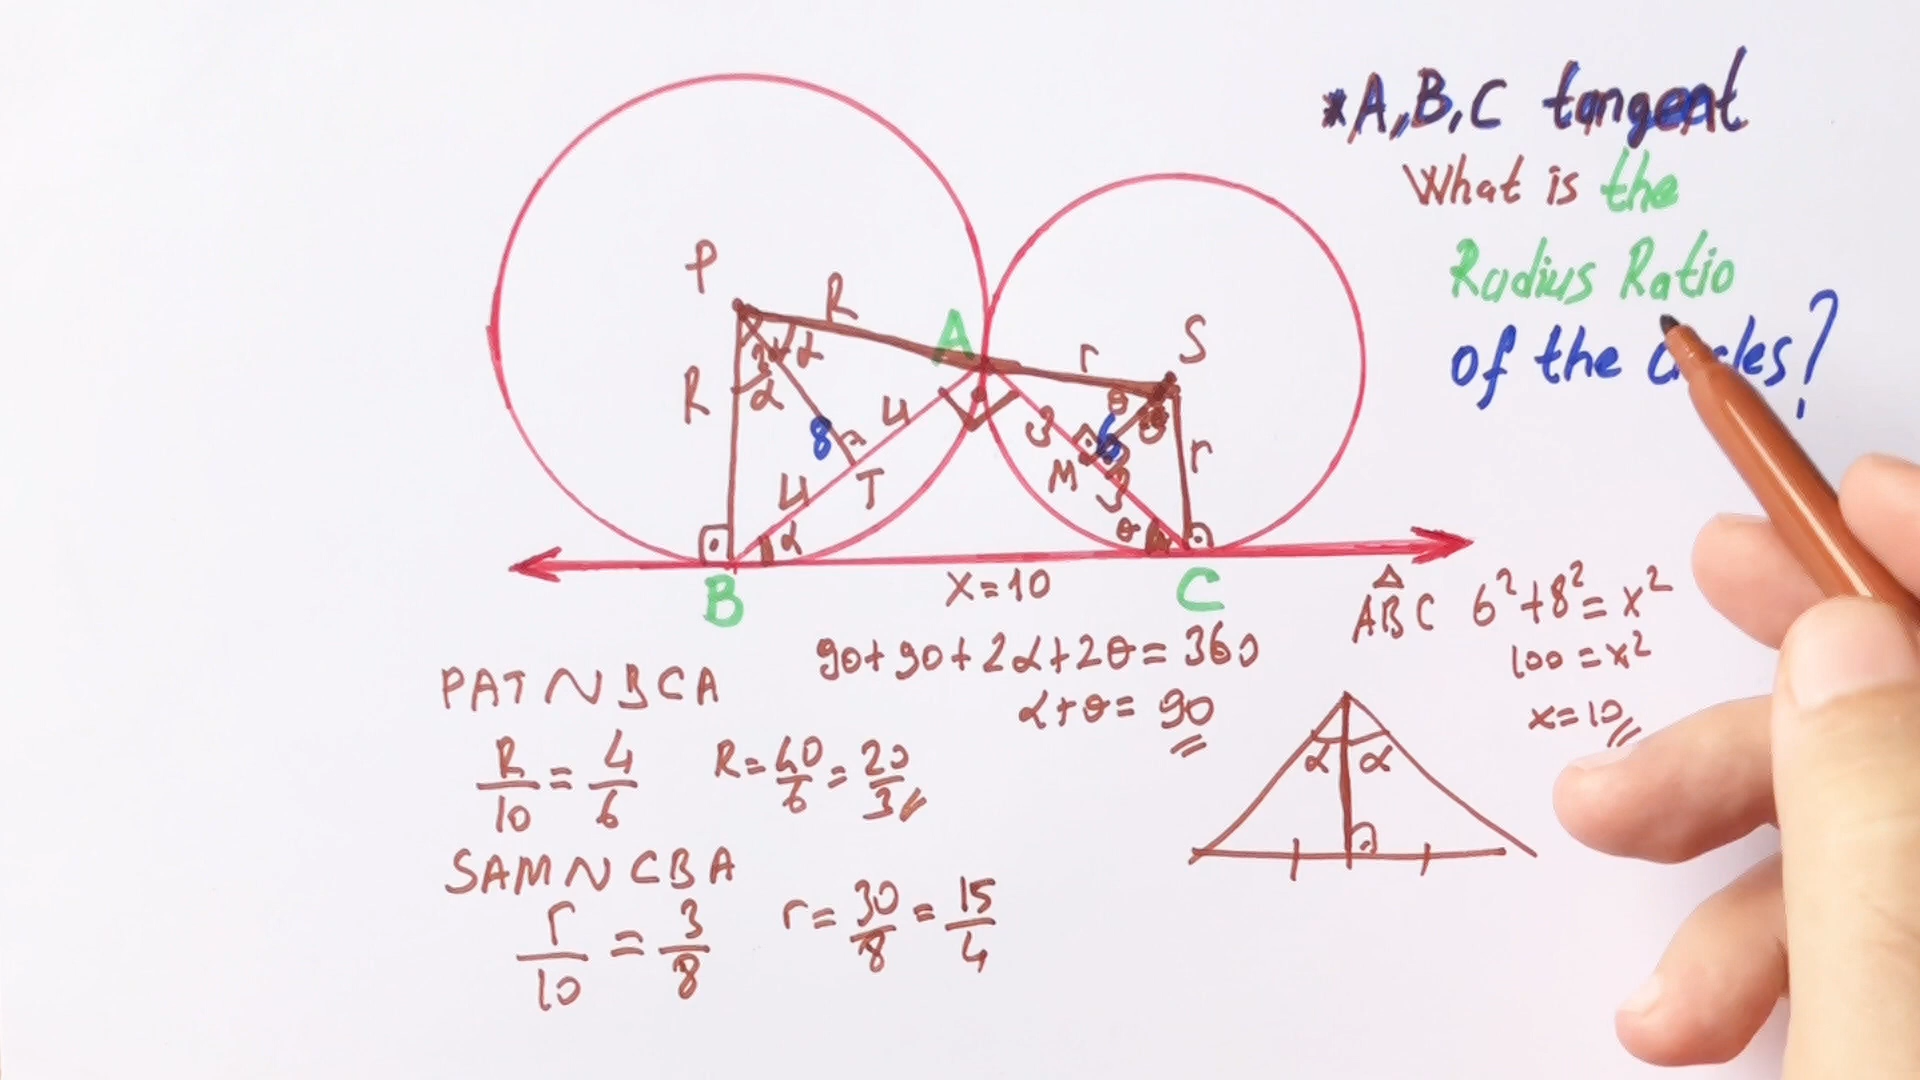 *A,B,C tangent
What is the
Radius Ratio
of the Circles?
P
R
A
r
S
R
α
α
8
4
4
T
α
3
θ
θ
6
M
3
r
θ
B
x=10
C
90+90+2α+2θ=360
α+θ=90
ABC 6²+8²=x²
100=x²
x=10
PAT~BCA
R/10=4/6 R=40/6=20/3
SAM~CBA
r/10=3/8 r=30/8=15/4
α α